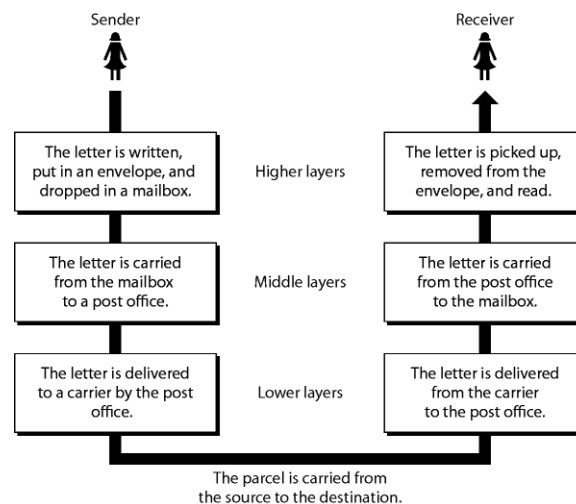 Sender
Receiver
The letter is written,
put in an envelope, and
dropped in a mailbox.
Higher layers
The letter is picked up,
removed from the
envelope, and read.
The letter is carried
from the mailbox
to a post office.
Middle layers
The letter is carried
from the post office
to the mailbox.
The letter is delivered
to a carrier by the post
office.
Lower layers
The letter is delivered
from the carrier
to the post office.
The parcel is carried from
the source to the destination.